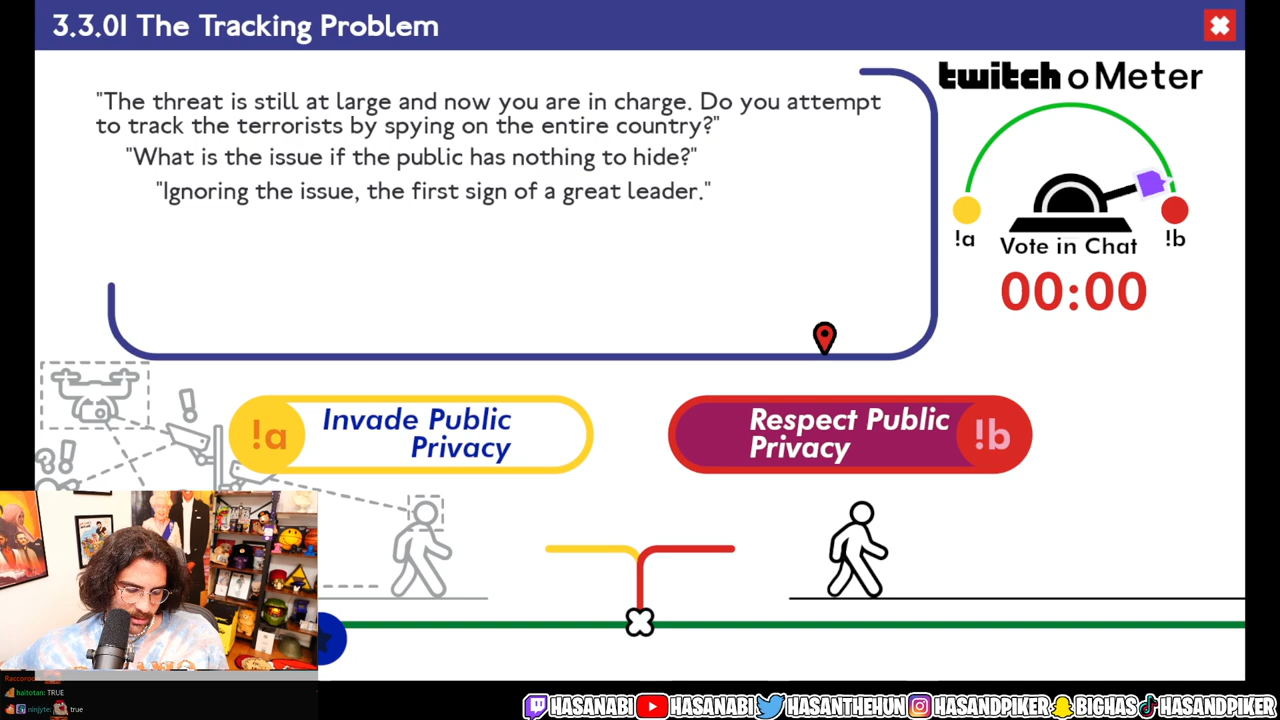 3.3.01 The Tracking Problem
"The threat is still at large and now you are in charge. Do you attempt
to track the terrorists by spying on the entire country?"
"What is the issue if the public has nothing to hide?"
"Ignoring the issue, the first sign of a great leader."
twitch o Meter
!a
!b
Vote in Chat
00:00
!a
Invade Public
Privacy
Respect Public
Privacy
!b
haitotan: TRUE
ninjyte: true
HASANABI HASANABI HASANTHEHUN HASANDPIKER BIGHAS HASANDPIKER